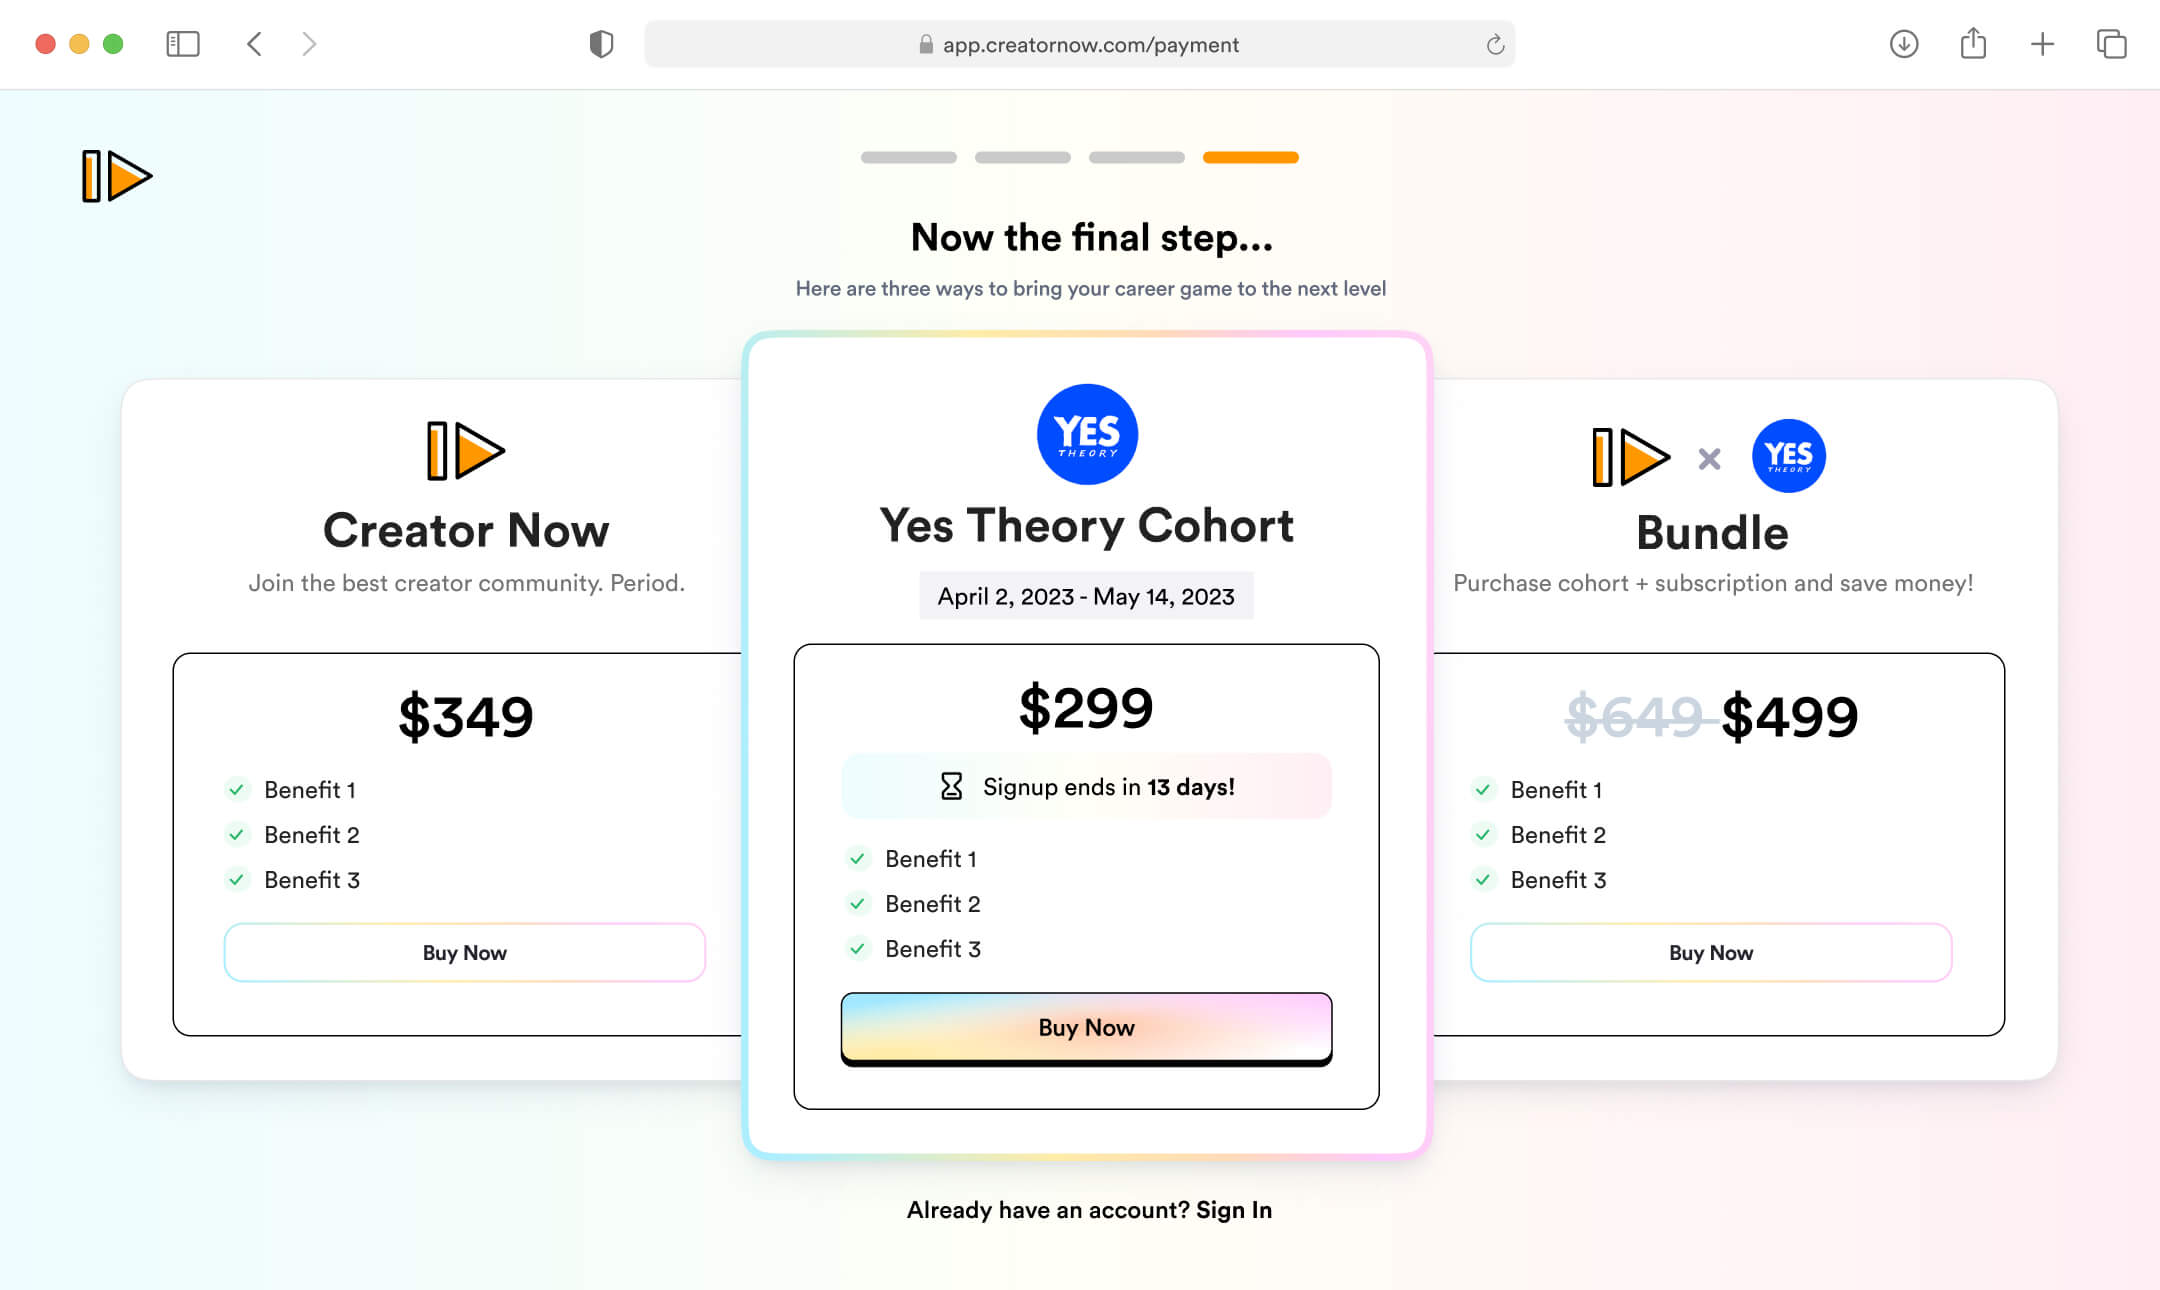 app.creatornow.com/payment
Now the final step...
Here are three ways to bring your career game to the next level
Creator Now
Join the best creator community. Period.
$349
Benefit 1
Benefit 2
Benefit 3
Buy Now
YES
THEORY
Yes Theory Cohort
April 2, 2023 - May 14, 2023
$299
Signup ends in 13 days!
Benefit 1
Benefit 2
Benefit 3
Buy Now
YES
THEORY
Bundle
Purchase cohort + subscription and save money!
$649 $499
Benefit 1
Benefit 2
Benefit 3
Buy Now
Already have an account? Sign In